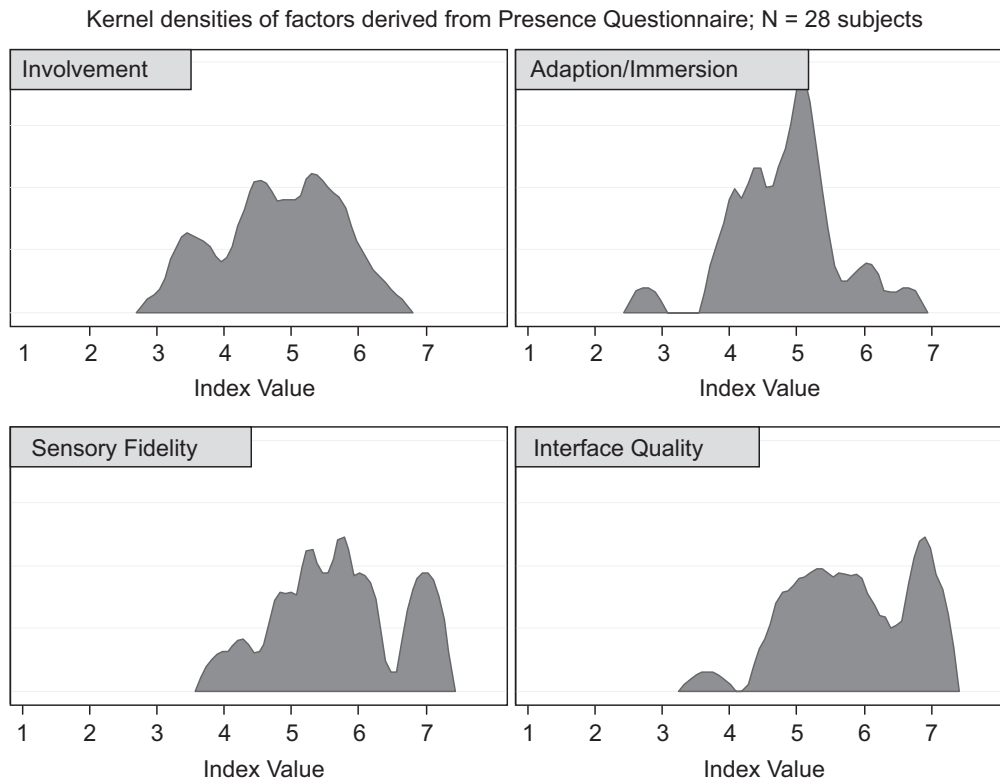 Kernel densities of factors derived from Presence Questionnaire; N = 28 subjects
Involvement
1 2 3 4 5 6 7
Index Value
Adaption/Immersion
1 2 3 4 5 6 7
Index Value
Sensory Fidelity
1 2 3 4 5 6 7
Index Value
Interface Quality
1 2 3 4 5 6 7
Index Value